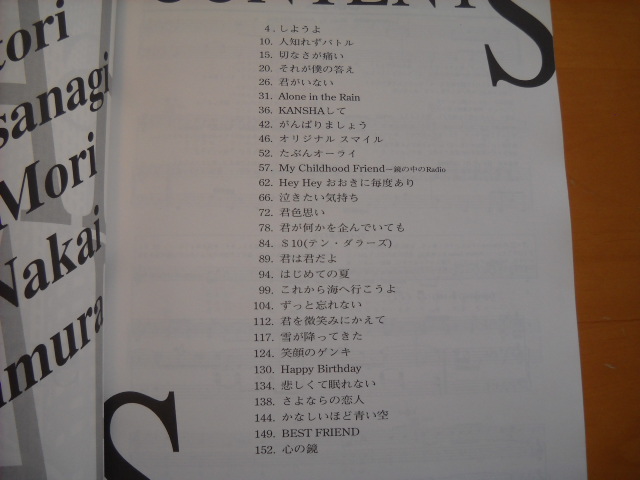 tori
sanagi
Mori
Nakai
imura
CONTENTS
4. しようよ
10. 人知れずバトル
15. 切なさが痛い
20. それが僕の答え
26. 君がいない
31. Alone in the Rain
36. KANSHAして
42. がんばりましょう
46. オリジナル スマイル
52. たぶんオーライ
57. My Childhood Friend－鏡の中のRadio
62. Hey Hey おおきに毎度あり
66. 泣きたい気持ち
72. 君色思い
78. 君が何かを企んでいても
84. ＄10(テン・ダラーズ)
89. 君は君だよ
94. はじめての夏
99. これから海へ行こうよ
104. ずっと忘れない
112. 君を微笑みにかえて
117. 雪が降ってきた
124. 笑顔のゲンキ
130. Happy Birthday
134. 悲しくて眠れない
138. さよならの恋人
144. かなしいほど青い空
149. BEST FRIEND
152. 心の鏡
S